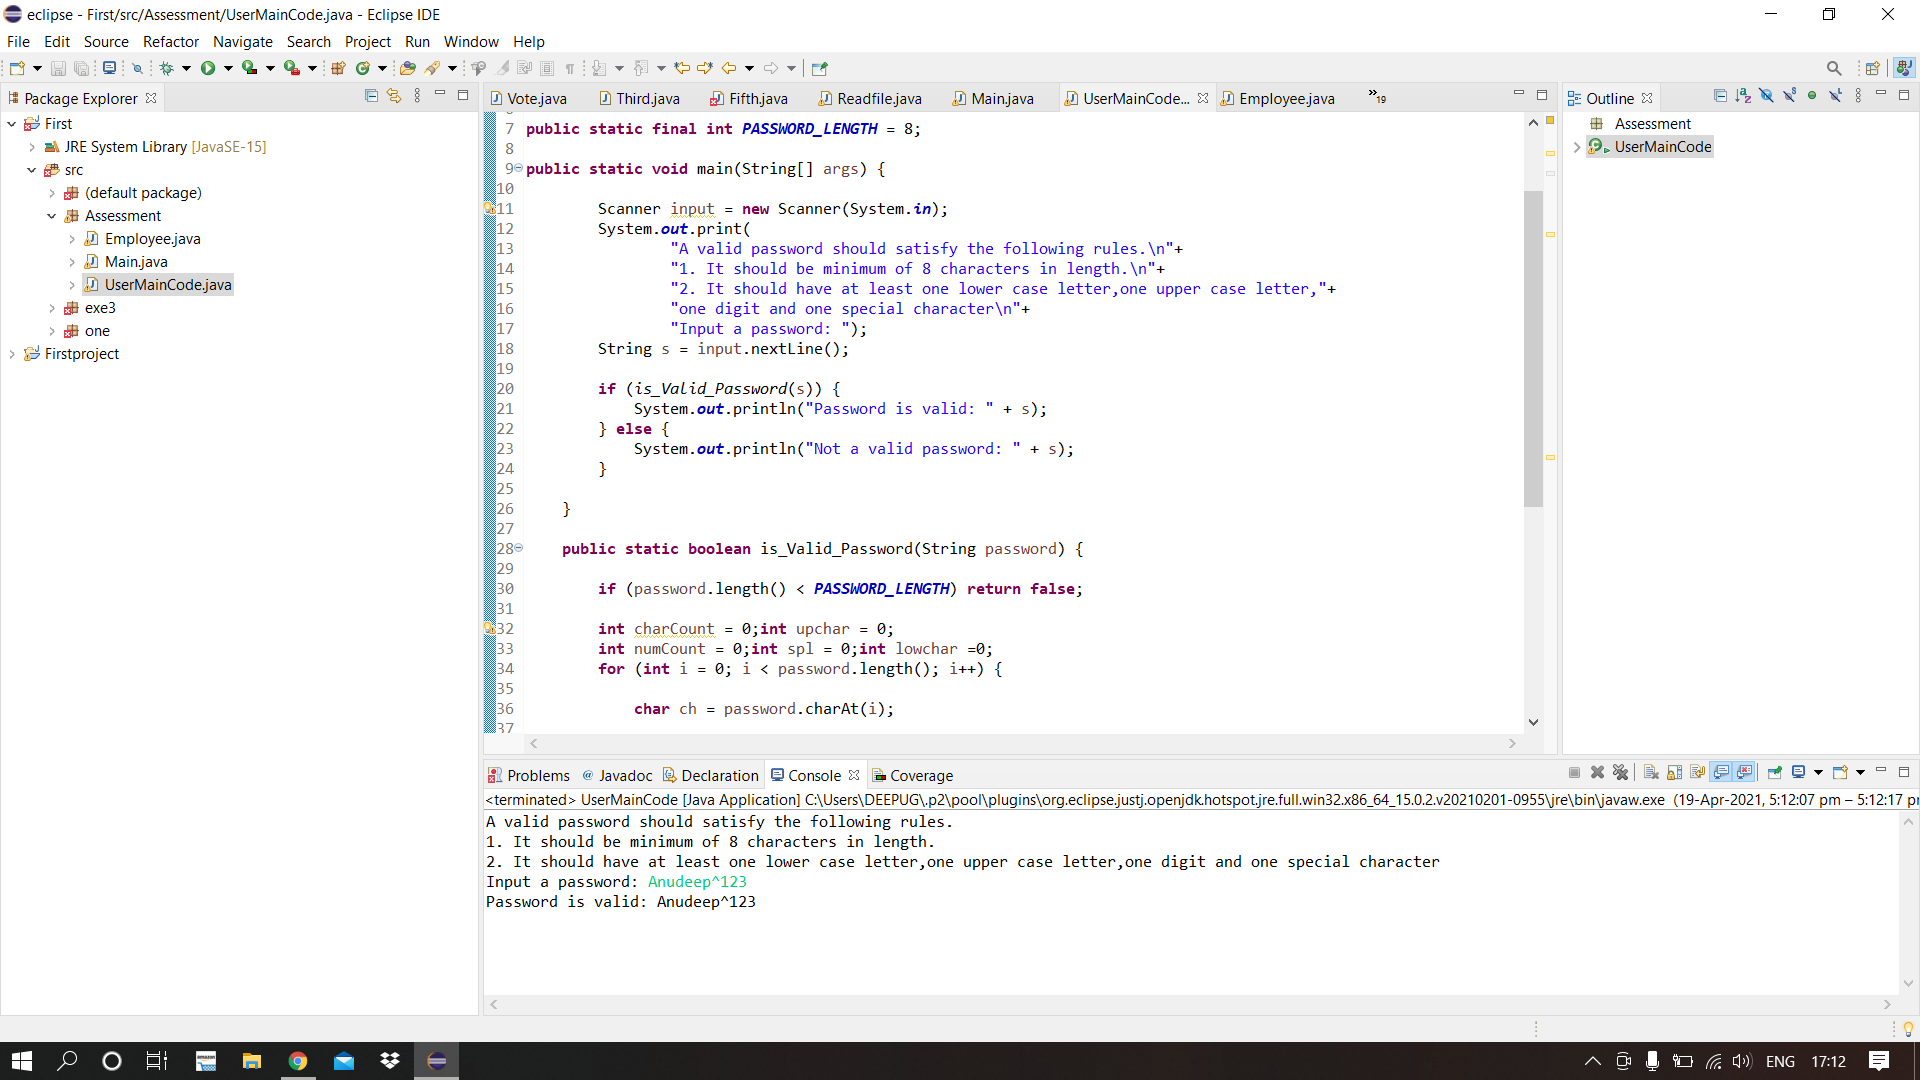 eclipse - First/src/Assessment/UserMainCode.java - Eclipse IDE
File Edit Source Refactor Navigate Search Project Run Window Help
Package Explorer
First
JRE System Library [JavaSE-15]
src
(default package)
Assessment
Employee.java
Main.java
UserMainCode.java
exe3
one
Firstproject
Vote.java Third.java Fifth.java Readfile.java Main.java UserMainCode... Employee.java »19
7 public static final int PASSWORD_LENGTH = 8;
8
9 public static void main(String[] args) {
10
11 Scanner input = new Scanner(System.in);
12 System.out.print(
13 "A valid password should satisfy the following rules.\n"+
14 "1. It should be minimum of 8 characters in length.\n"+
15 "2. It should have at least one lower case letter,one upper case letter,"+
16 "one digit and one special character\n"+
17 "Input a password: ");
18 String s = input.nextLine();
19
20 if (is_Valid_Password(s)) {
21 System.out.println("Password is valid: " + s);
22 } else {
23 System.out.println("Not a valid password: " + s);
24 }
25
26 }
27
28 public static boolean is_Valid_Password(String password) {
29
30 if (password.length() < PASSWORD_LENGTH) return false;
31
32 int charCount = 0;int upchar = 0;
33 int numCount = 0;int spl = 0;int lowchar =0;
34 for (int i = 0; i < password.length(); i++) {
35
36 char ch = password.charAt(i);
37
Outline
Assessment
UserMainCode
Problems @ Javadoc Declaration Console Coverage
<terminated> UserMainCode [Java Application] C:\Users\DEEPUG\.p2\pool\plugins\org.eclipse.justj.openjdk.hotspot.jre.full.win32.x86_64_15.0.2.v20210201-0955\jre\bin\javaw.exe (19-Apr-2021, 5:12:07 pm – 5:12:17 pm
A valid password should satisfy the following rules.
1. It should be minimum of 8 characters in length.
2. It should have at least one lower case letter,one upper case letter,one digit and one special character
Input a password: Anudeep^123
Password is valid: Anudeep^123
amazon
ENG 17:12